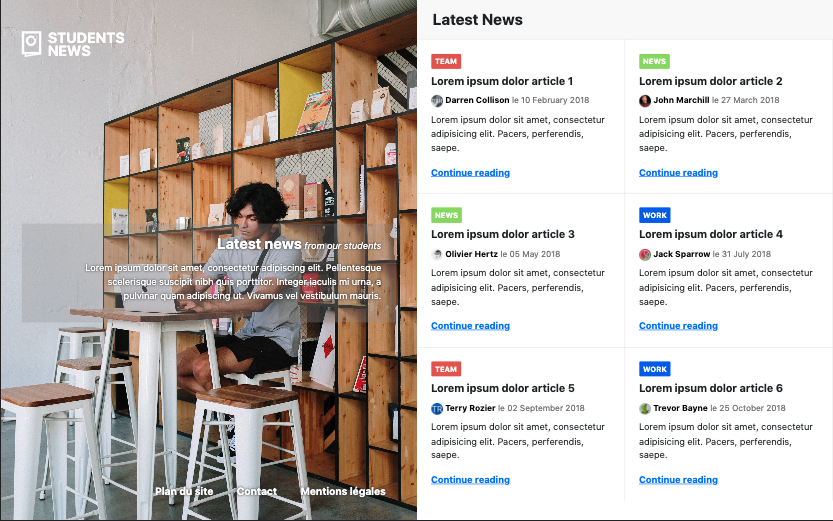 STUDENTS
NEWS
Latest news from our students
Lorem ipsum dolor sit amet, consectetur adipiscing elit. Pellentesque
scelerisque suscipit nibh quis porttitor. Integer iaculis mi urna, a
pulvinar quam adipiscing ut. Vivamus vel vestibulum mauris.
Plan du site Contact Mentions légales
Latest News
TEAM
Lorem ipsum dolor article 1
Darren Collison le 10 February 2018
Lorem ipsum dolor sit amet, consectetur
adipisicing elit. Pacers, perferendis,
saepe.
Continue reading
NEWS
Lorem ipsum dolor article 2
John Marchill le 27 March 2018
Lorem ipsum dolor sit amet, consectetur
adipisicing elit. Pacers, perferendis,
saepe.
Continue reading
NEWS
Lorem ipsum dolor article 3
Olivier Hertz le 05 May 2018
Lorem ipsum dolor sit amet, consectetur
adipisicing elit. Pacers, perferendis,
saepe.
Continue reading
WORK
Lorem ipsum dolor article 4
Jack Sparrow le 31 July 2018
Lorem ipsum dolor sit amet, consectetur
adipisicing elit. Pacers, perferendis,
saepe.
Continue reading
TEAM
Lorem ipsum dolor article 5
TR Terry Rozier le 02 September 2018
Lorem ipsum dolor sit amet, consectetur
adipisicing elit. Pacers, perferendis,
saepe.
Continue reading
WORK
Lorem ipsum dolor article 6
Trevor Bayne le 25 October 2018
Lorem ipsum dolor sit amet, consectetur
adipisicing elit. Pacers, perferendis,
saepe.
Continue reading